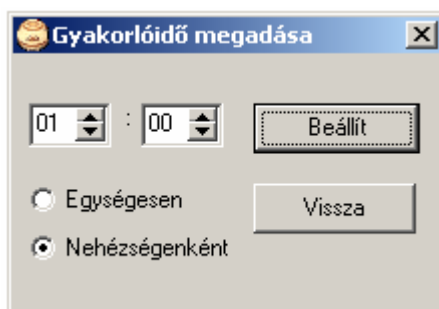 Gyakorlóidő megadása
01 : 00
Beállít
Egységesen
Vissza
Nehézségenként